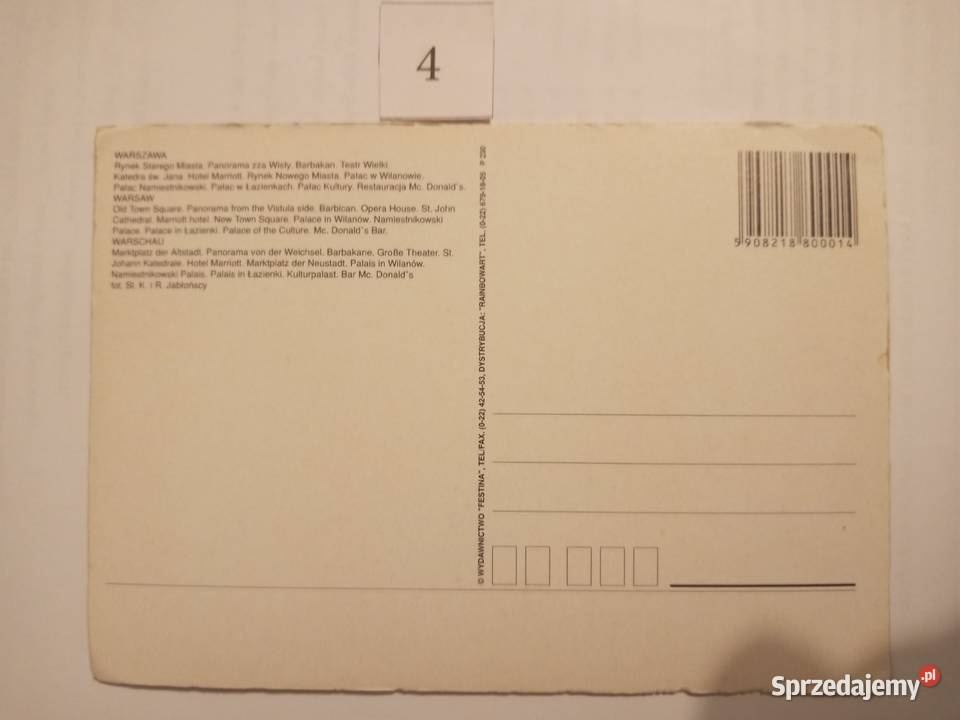 4
WARSZAWA
Rynek Starego Miasta. Panorama zza Wisły. Barbakan. Teatr Wielki.
Katedra św. Jana. Hotel Marriott. Rynek Nowego Miasta. Pałac w Wilanowie.
Pałac Namiestnikowski. Pałac w Łazienkach. Pałac Kultury. Restauracja Mc. Donald`s.
WARSAW
Old Town Square. Panorama from the Vistula side. Barbican. Opera House. St. John
Cathedral. Marriott hotel. New Town Square. Palace in Wilanów. Namiestnikowski
Palace. Palace in Łazienki. Palace of the Culture. Mc. Donald`s Bar.
WARSCHAU
Marktplatz der Altstadt. Panorama von der Weichsel. Barbakane. Große Theater. St.
Johann Katedrale. Hotel Marriott. Marktplatz der Neustadt. Palais in Wilanów.
Namiestnikowski Palais. Palais in Łazienki. Kulturpalast. Bar Mc. Donald`s
fot. St. K. i R. Jabłońscy
© WYDAWNICTWO "FESTINA", TEL/FAX. (0-22) 42-54-53, DYSTRYBUCJA: "RAINBOWART", TEL. (0-22) 679-18-05 P 230
5 908218 800014
Sprzedajemy.pl